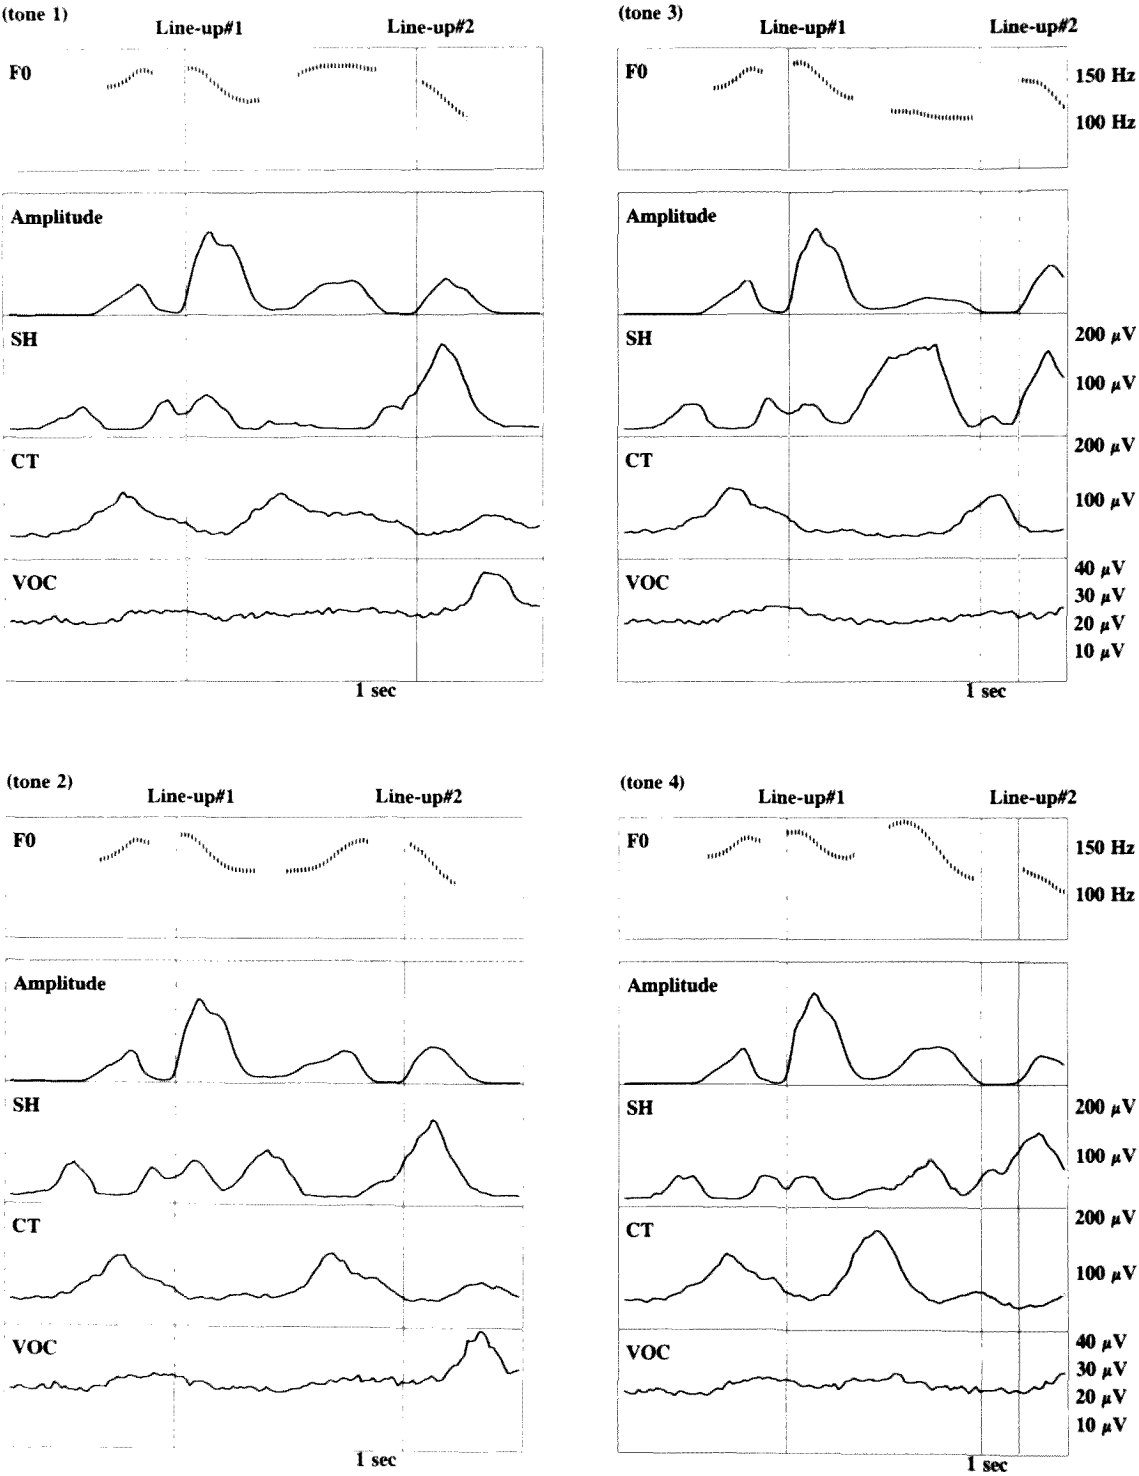 (tone 1)
Line-up#1 Line-up#2
F0
Amplitude
SH
CT
VOC
1 sec
(tone 3)
Line-up#1 Line-up#2
F0
150 Hz
100 Hz
Amplitude
SH
200 µV
100 µV
CT
200 µV
100 µV
VOC
40 µV
30 µV
20 µV
10 µV
1 sec
(tone 2)
Line-up#1 Line-up#2
F0
Amplitude
SH
CT
VOC
1 sec
(tone 4)
Line-up#1 Line-up#2
F0
150 Hz
100 Hz
Amplitude
SH
200 µV
100 µV
CT
200 µV
100 µV
VOC
40 µV
30 µV
20 µV
10 µV
1 sec